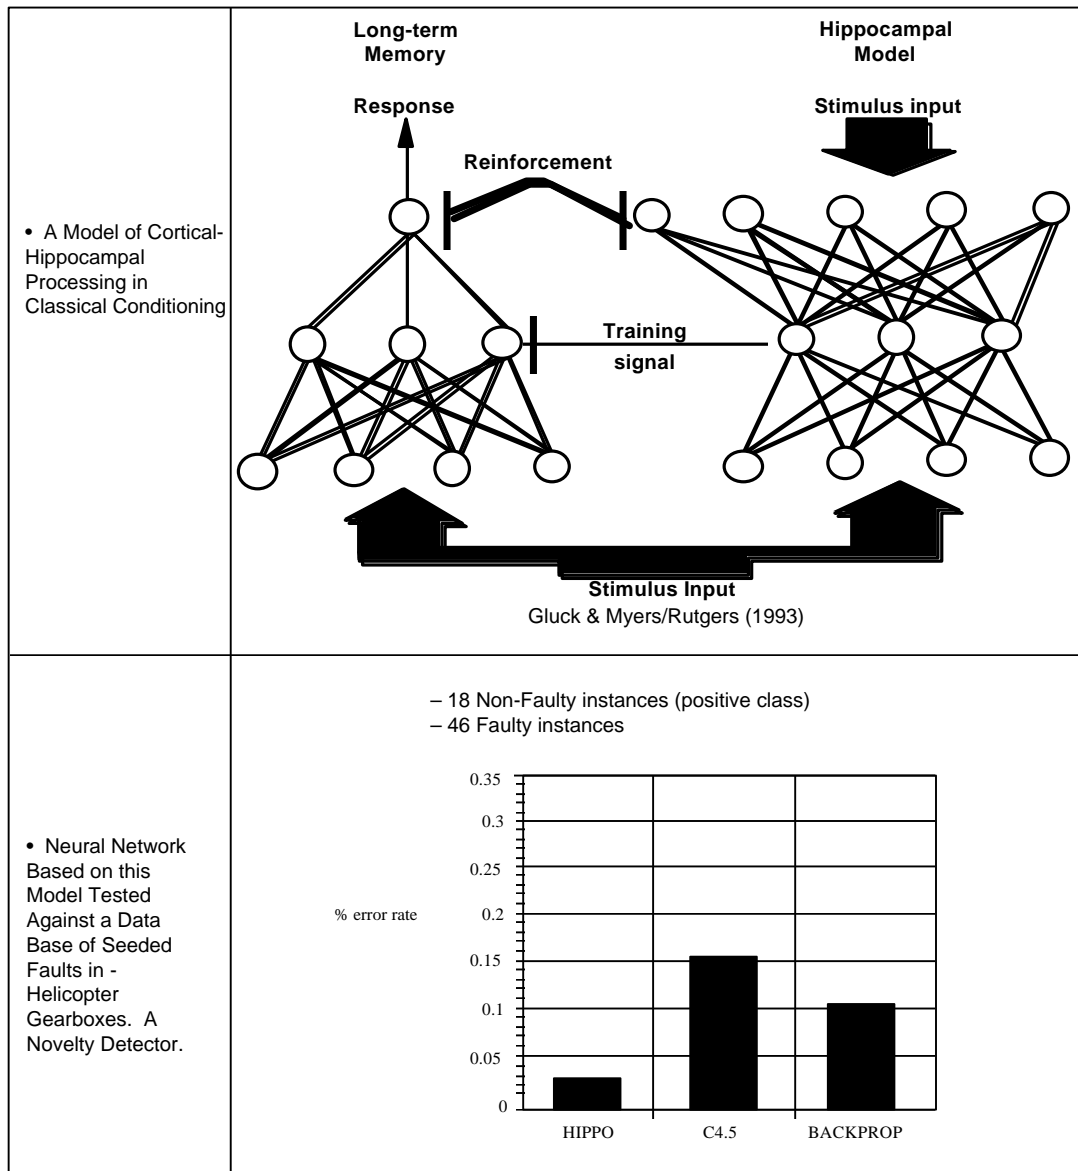 • A Model of Cortical-
Hippocampal
Processing in
Classical Conditioning
Long-term
Memory
Hippocampal
Model
Response
Stimulus input
Reinforcement
Training
signal
Stimulus Input
Gluck & Myers/Rutgers (1993)
• Neural Network
Based on this
Model Tested
Against a Data
Base of Seeded
Faults in -
Helicopter
Gearboxes. A
Novelty Detector.
– 18 Non-Faulty instances (positive class)
– 46 Faulty instances
% error rate
0.35
0.3
0.25
0.2
0.15
0.1
0.05
0
HIPPO
C4.5
BACKPROP